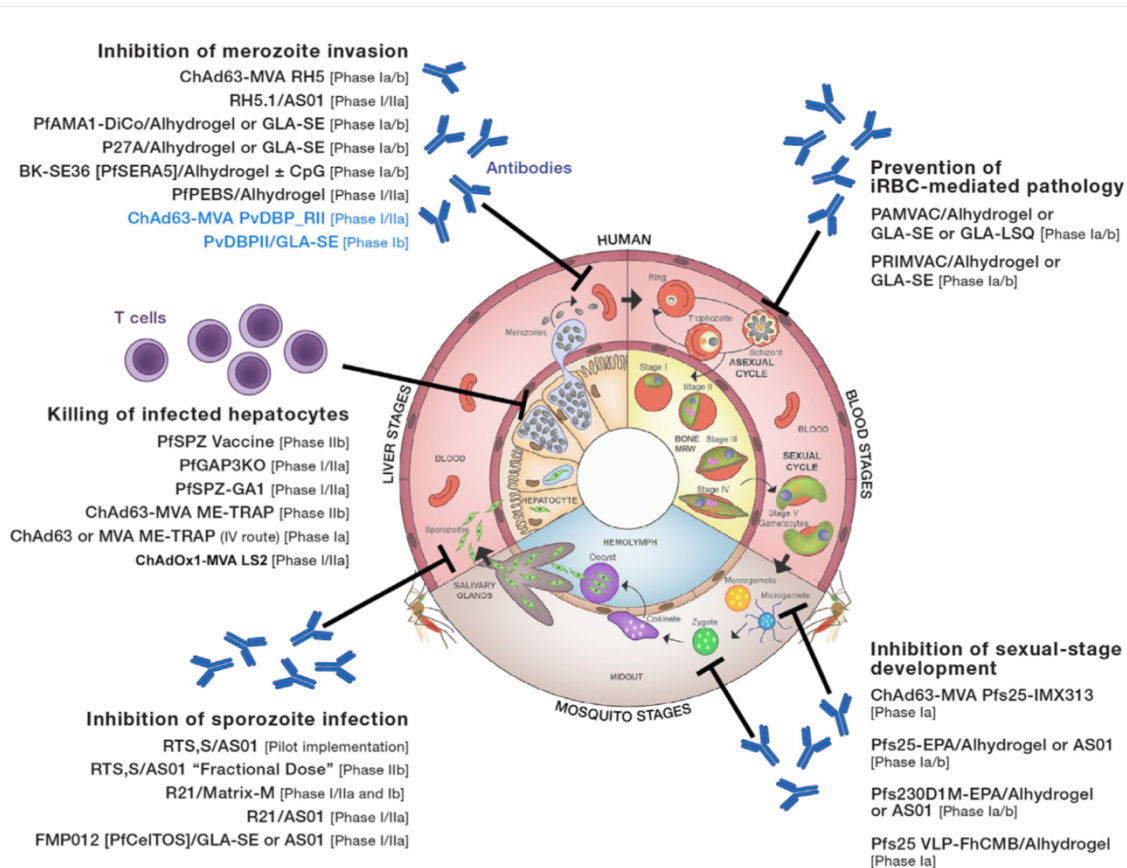 Inhibition of merozoite invasion
ChAd63-MVA RH5 [Phase Ia/b]
RH5.1/AS01 [Phase I/IIa]
PfAMA1-DiCo/Alhydrogel or GLA-SE [Phase Ia/b]
P27A/Alhydrogel or GLA-SE [Phase Ia/b]
BK-SE36 [PfSERA5]/Alhydrogel ± CpG [Phase Ia/b]
PfPEBS/Alhydrogel [Phase I/IIa]
ChAd63-MVA PvDBP_RII [Phase I/IIa]
PvDBPII/GLA-SE [Phase Ib]
Antibodies
Prevention of
iRBC-mediated pathology
PAMVAC/Alhydrogel or
GLA-SE or GLA-LSQ [Phase Ia/b]
PRIMVAC/Alhydrogel or
GLA-SE [Phase Ia/b]
T cells
Killing of infected hepatocytes
PfSPZ Vaccine [Phase IIb]
PfGAP3KO [Phase I/IIa]
PfSPZ-GA1 [Phase I/IIa]
ChAd63-MVA ME-TRAP [Phase IIb]
ChAd63 or MVA ME-TRAP (IV route) [Phase Ia]
ChAdOx1-MVA LS2 [Phase I/IIa]
HUMAN
LIVER STAGES
BLOOD STAGES
MOSQUITO STAGES
Merozoites
Ring
Trophozoite
Schizont
ASEXUAL
CYCLE
Stage I
Stage II
BONE
MRW
Stage III
Stage IV
BLOOD
SEXUAL
CYCLE
Stage V
Gametocytes
BLOOD
HEPATOCYTE
Sporozoites
HEMOLYMPH
SALIVARY
GLANDS
Oocyst
Ookinete
Zygote
Macrogamete
Microgamete
MIDGUT
Inhibition of sporozoite infection
RTS,S/AS01 [Pilot implementation]
RTS,S/AS01 “Fractional Dose” [Phase IIb]
R21/Matrix-M [Phase I/IIa and Ib]
R21/AS01 [Phase I/IIa]
FMP012 [PfCelTOS]/GLA-SE or AS01 [Phase I/IIa]
Inhibition of sexual-stage
development
ChAd63-MVA Pfs25-IMX313
[Phase Ia]
Pfs25-EPA/Alhydrogel or AS01
[Phase Ia/b]
Pfs230D1M-EPA/Alhydrogel
or AS01 [Phase Ia/b]
Pfs25 VLP-FhCMB/Alhydrogel
[Phase Ia]